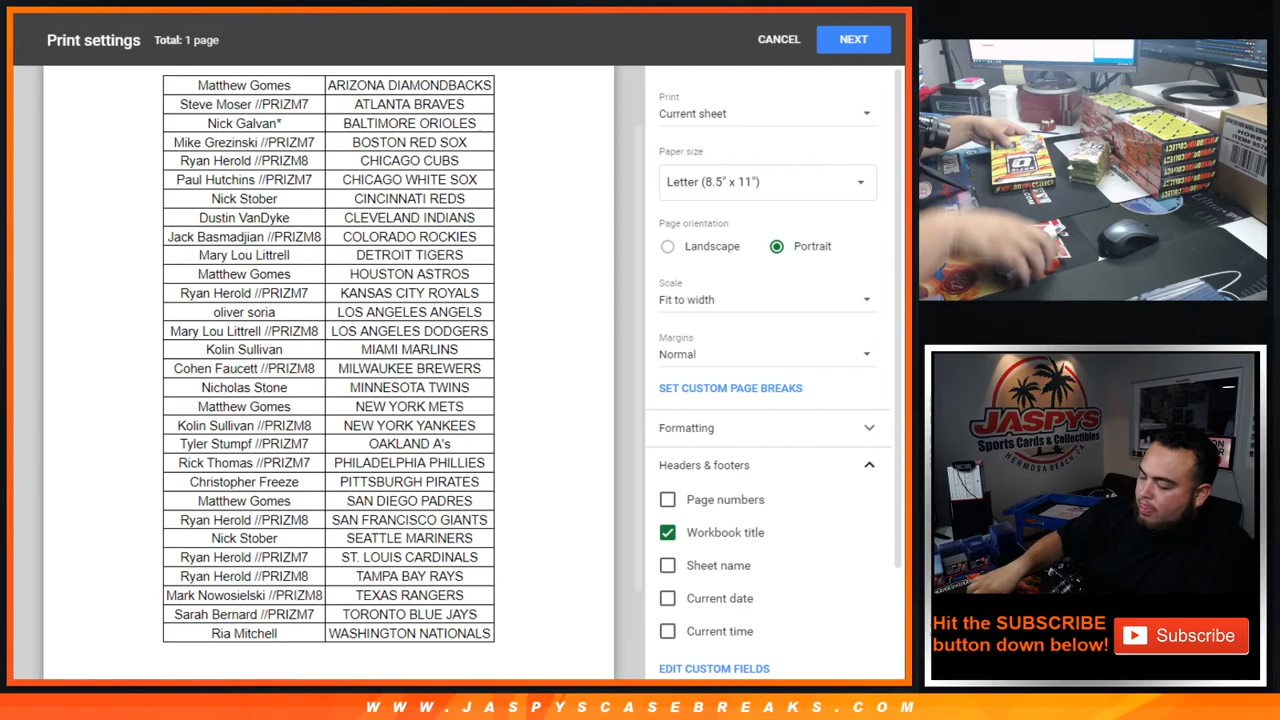 Print settings Total: 1 page CANCEL NEXT
Matthew Gomes ARIZONA DIAMONDBACKS
Steve Moser //PRIZM7 ATLANTA BRAVES
Nick Galvan* BALTIMORE ORIOLES
Mike Grezinski //PRIZM7 BOSTON RED SOX
Ryan Herold //PRIZM8 CHICAGO CUBS
Paul Hutchins //PRIZM7 CHICAGO WHITE SOX
Nick Stober CINCINNATI REDS
Dustin VanDyke CLEVELAND INDIANS
Jack Basmadjian //PRIZM8 COLORADO ROCKIES
Mary Lou Littrell DETROIT TIGERS
Matthew Gomes HOUSTON ASTROS
Ryan Herold //PRIZM7 KANSAS CITY ROYALS
oliver soria LOS ANGELES ANGELS
Mary Lou Littrell //PRIZM8 LOS ANGELES DODGERS
Kolin Sullivan MIAMI MARLINS
Cohen Faucett //PRIZM8 MILWAUKEE BREWERS
Nicholas Stone MINNESOTA TWINS
Matthew Gomes NEW YORK METS
Kolin Sullivan //PRIZM8 NEW YORK YANKEES
Tyler Stumpf //PRIZM7 OAKLAND A's
Rick Thomas //PRIZM7 PHILADELPHIA PHILLIES
Christopher Freeze PITTSBURGH PIRATES
Matthew Gomes SAN DIEGO PADRES
Ryan Herold //PRIZM8 SAN FRANCISCO GIANTS
Nick Stober SEATTLE MARINERS
Ryan Herold //PRIZM7 ST. LOUIS CARDINALS
Ryan Herold //PRIZM8 TAMPA BAY RAYS
Mark Nowosielski //PRIZM8 TEXAS RANGERS
Sarah Bernard //PRIZM7 TORONTO BLUE JAYS
Ria Mitchell WASHINGTON NATIONALS
Print
Current sheet
Paper size
Letter (8.5" x 11")
Page orientation
Landscape Portrait
Scale
Fit to width
Margins
Normal
SET CUSTOM PAGE BREAKS
Formatting
Headers & footers
Page numbers
Workbook title
Sheet name
Current date
Current time
EDIT CUSTOM FIELDS
HOBBY
JASPYS
Sports Cards & Collectibles
HERMOSA BEACH, CA
Hit the SUBSCRIBE
button down below!
Subscribe
WWW.JASPYSCASEBREAKS.COM